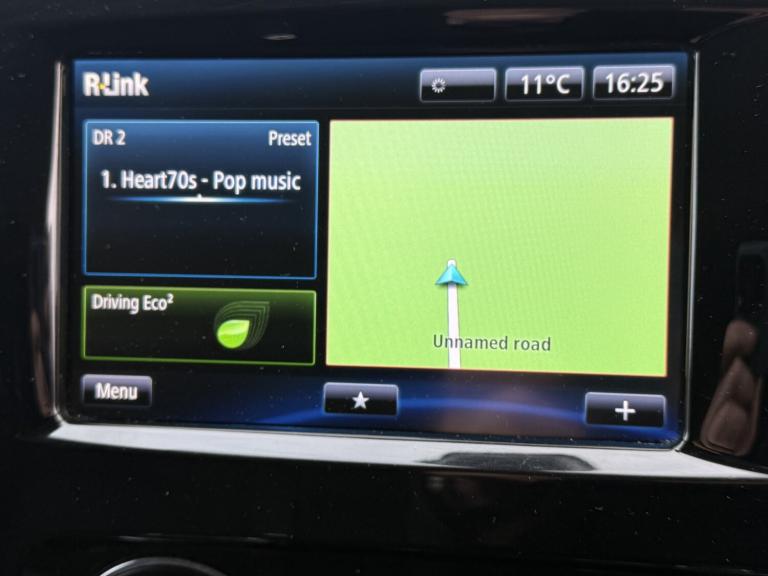 R-Link
11°C
16:25
DR 2
Preset
1. Heart70s - Pop music
Driving Eco²
Unnamed road
Menu